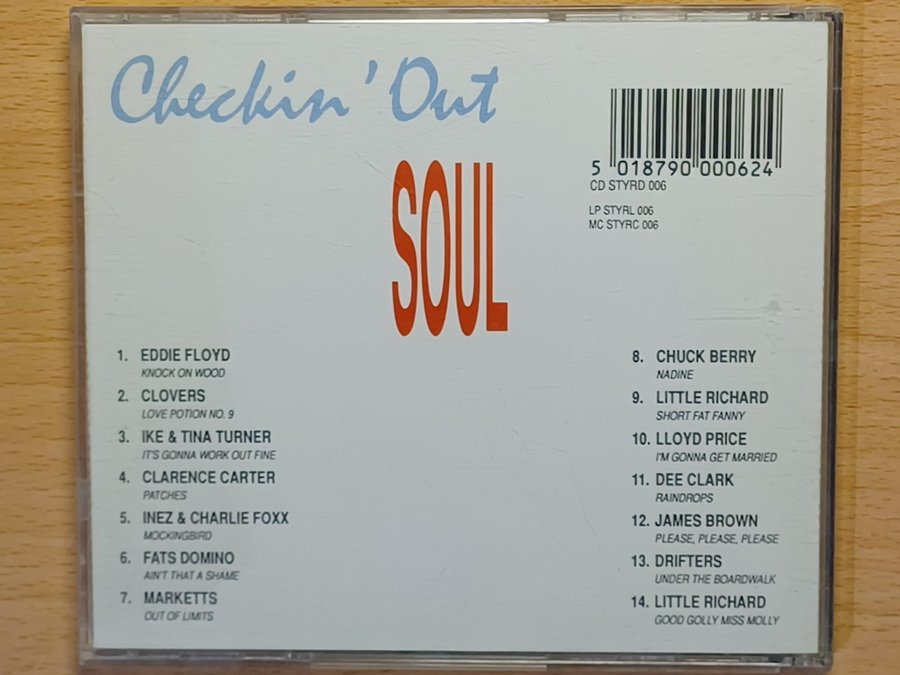 Checkin' Out
SOUL
5 018790 000624
CD STYRD 006
LP STYRL 006
MC STYRC 006
1. EDDIE FLOYD
KNOCK ON WOOD
2. CLOVERS
LOVE POTION NO. 9
3. IKE & TINA TURNER
IT'S GONNA WORK OUT FINE
4. CLARENCE CARTER
PATCHES
5. INEZ & CHARLIE FOXX
MOCKINGBIRD
6. FATS DOMINO
AIN'T THAT A SHAME
7. MARKETTS
OUT OF LIMITS
8. CHUCK BERRY
NADINE
9. LITTLE RICHARD
SHORT FAT FANNY
10. LLOYD PRICE
I'M GONNA GET MARRIED
11. DEE CLARK
RAINDROPS
12. JAMES BROWN
PLEASE, PLEASE, PLEASE
13. DRIFTERS
UNDER THE BOARDWALK
14. LITTLE RICHARD
GOOD GOLLY MISS MOLLY